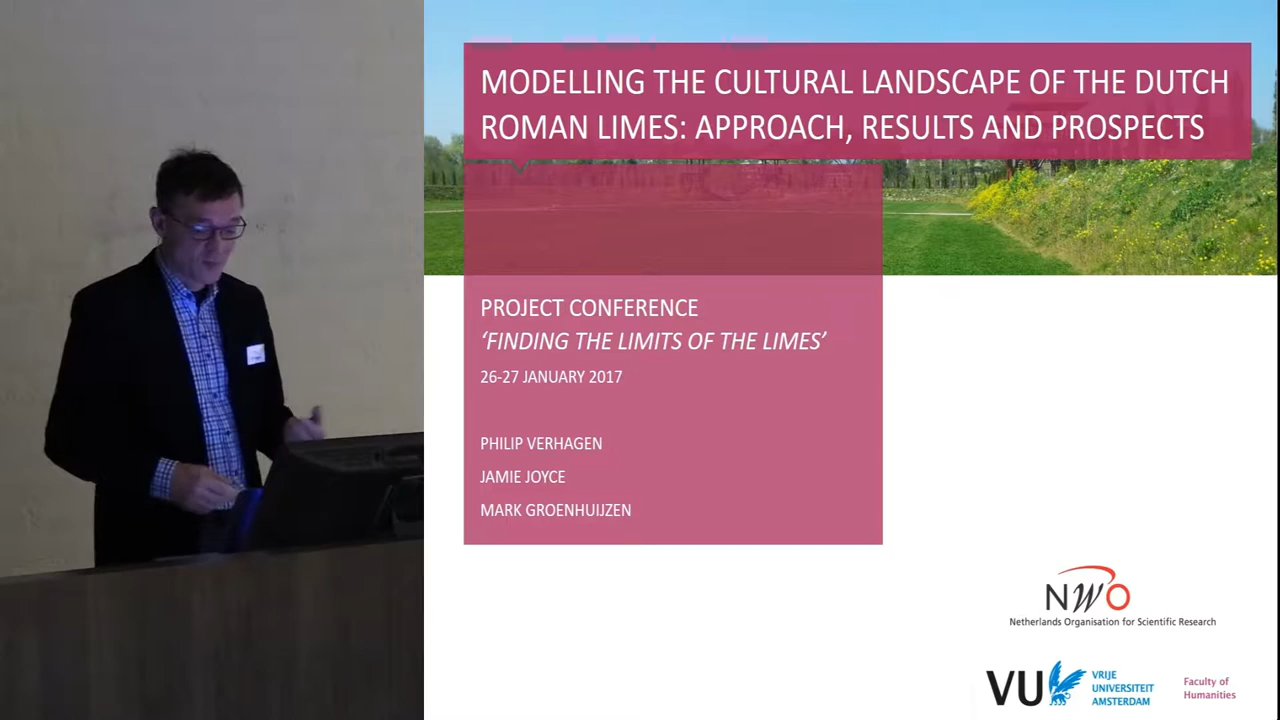 MODELLING THE CULTURAL LANDSCAPE OF THE DUTCH
ROMAN LIMES: APPROACH, RESULTS AND PROSPECTS
PROJECT CONFERENCE
‘FINDING THE LIMITS OF THE LIMES’
26-27 JANUARY 2017
PHILIP VERHAGEN
JAMIE JOYCE
MARK GROENHUIJZEN
NWO
Netherlands Organisation for Scientific Research
VU
VRIJE
UNIVERSITEIT
AMSTERDAM
Faculty of
Humanities